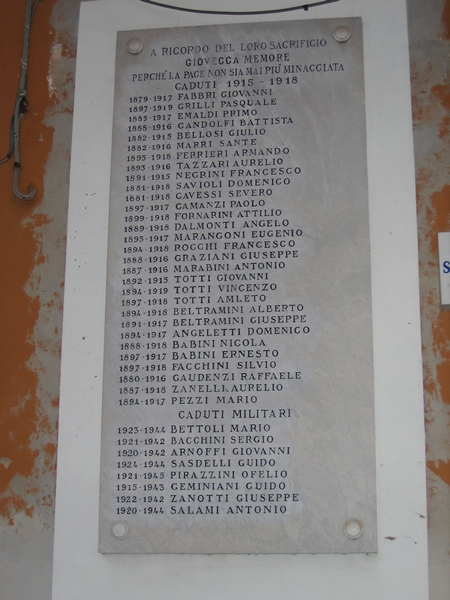 A RICORDO DEL LORO SACRIFICIO
GIOVECCA MEMORE
PERCHÉ LA PACE NON SIA MAI PIÙ MINACCIATA
CADUTI 1915 - 1918
1879-1917 FABBRI GIOVANNI
1897-1919 GRILLI PASQUALE
1885-1917 EMALDI PRIMO
1888-1916 GANDOLFI BATTISTA
1882-1915 BELLOSI GIULIO
1882-1916 MARRI SANTE
1895-1918 FERRIERI ARMANDO
1893-1916 TAZZARI AURELIO
1891-1915 NEGRINI FRANCESCO
1881-1918 SAVIOLI DOMENICO
1881-1918 GAVESSI SEVERO
1897-1917 CAMANZI PAOLO
1899-1918 FORNARINI ATTILIO
1889-1918 DALMONTI ANGELO
1895-1917 MARANGONI EUGENIO
1894-1918 ROCCHI FRANCESCO
1888-1916 GRAZIANI GIUSEPPE
1887-1916 MARABINI ANTONIO
1892-1915 TOTTI GIOVANNI
1894-1919 TOTTI VINCENZO
1897-1918 TOTTI AMLETO
1894-1918 BELTRAMINI ALBERTO
1891-1917 BELTRAMINI GIUSEPPE
1894-1917 ANGELETTI DOMENICO
1888-1918 BABINI NICOLA
1897-1917 BABINI ERNESTO
1897-1918 FACCHINI SILVIO
1880-1916 GAUDENZI RAFFAELE
1887-1918 ZANELLI AURELIO
1894-1917 PEZZI MARIO
CADUTI MILITARI
1923-1944 BETTOLI MARIO
1921-1942 BACCHINI SERGIO
1920-1942 ARNOFFI GIOVANNI
1924-1944 SASDELLI GUIDO
1921-1945 PIRAZZINI OFELIO
1915-1943 GEMINIANI GUIDO
1922-1942 ZANOTTI GIUSEPPE
1920-1944 SALAMI ANTONIO
S